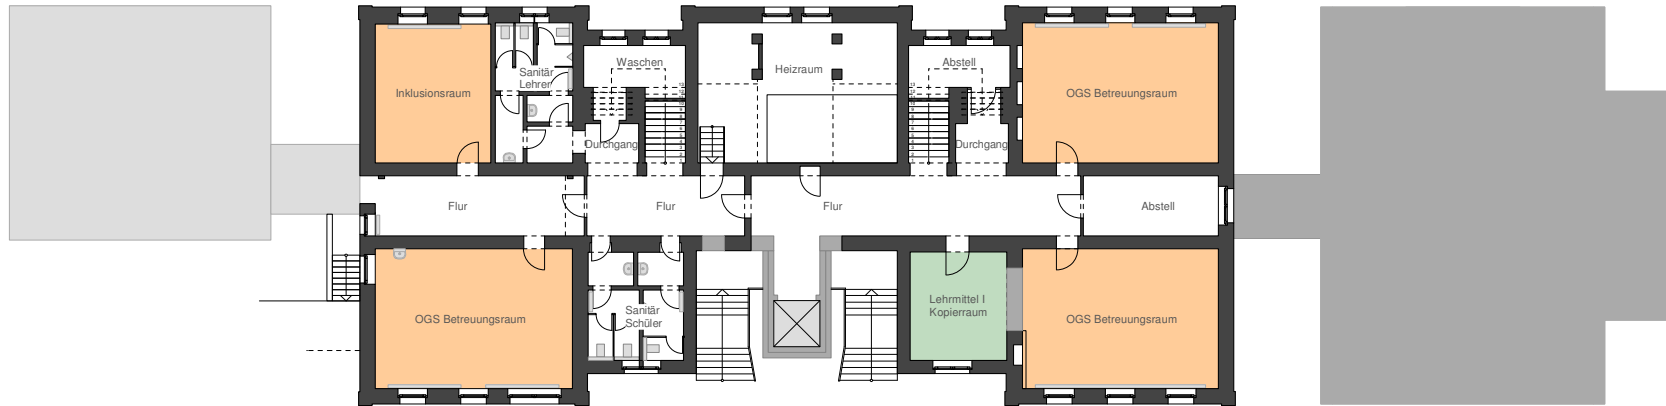 Waschen
Abstell
Heizraum
Sanitär
Lehrer
Inklusionsraum
OGS Betreuungsraum
Durchgang
Durchgang
Flur
Flur
Flur
Abstell
Lehrmittel I
Kopierraum
Sanitär
Schüler
OGS Betreuungsraum
OGS Betreuungsraum